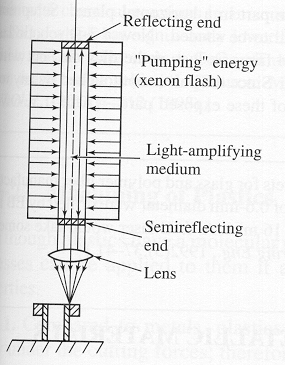 Reflecting end
"Pumping" energy
(xenon flash)
Light-amplifying
medium
Semireflecting
end
Lens